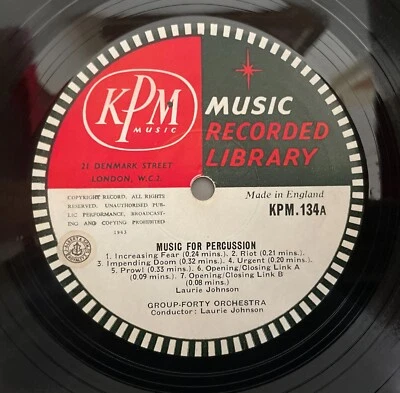 KPM
MUSIC
MUSIC
RECORDED
LIBRARY
21 DENMARK STREET
LONDON, W.C.2.
COPYRIGHT RECORD. ALL RIGHTS
RESERVED. UNAUTHORISED PUB-
LIC PERFORMANCE, BROADCAST-
ING AND COPYING PROHIBITED
1963
Made in England
KPM.134A
MUSIC FOR PERCUSSION
1. Increasing Fear (0.24 mins.) 2. Riot (0.21 mins.)
3. Impending Doom (0.32 mins.) 4. Urgent (0.20 mins.)
5. Prowl (0.33 mins.) 6. Opening/Closing Link A
(0.09 mins.) 7. Opening/Closing Link B
(0.08 mins.)
Laurie Johnson
GROUP-FORTY ORCHESTRA
Conductor: Laurie Johnson